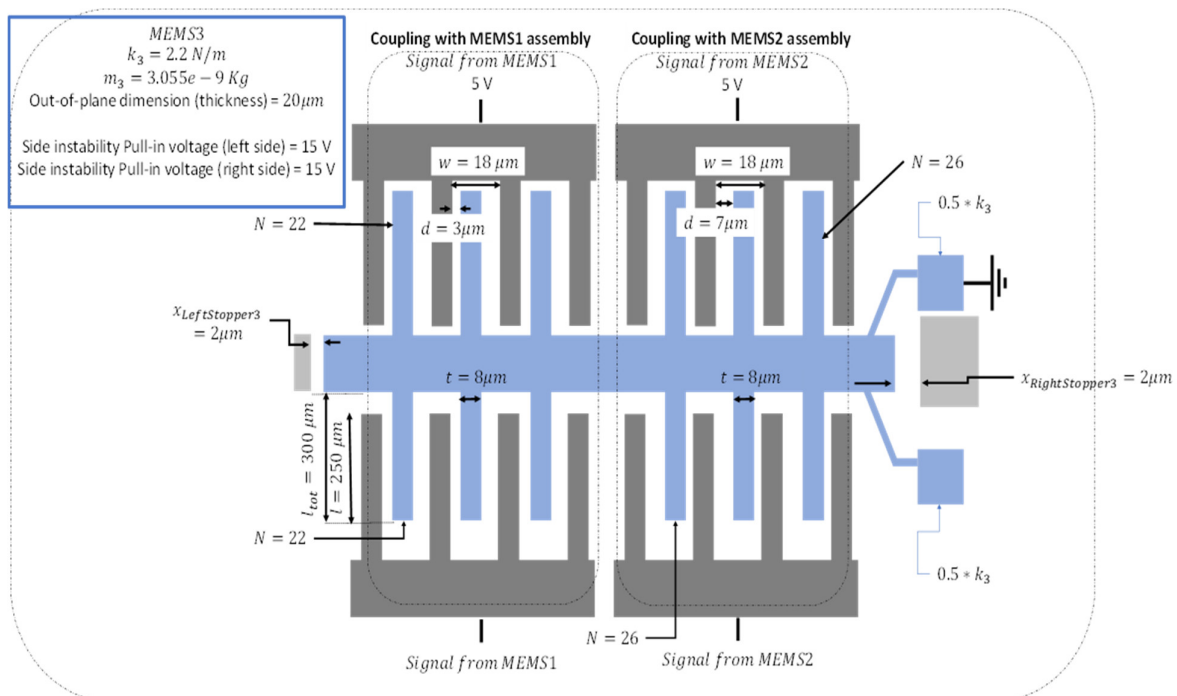 MEMS3
k₃ = 2.2 N/m
m₃ = 3.055e − 9 Kg
Out-of-plane dimension (thickness) = 20μm
Side instability Pull-in voltage (left side) = 15 V
Side instability Pull-in voltage (right side) = 15 V
Coupling with MEMS1 assembly
Signal from MEMS1
5 V
Coupling with MEMS2 assembly
Signal from MEMS2
5 V
w = 18 μm
w = 18 μm
N = 26
N = 22
d = 3μm
d = 7μm
0.5 * k₃
x_LeftStopper3
= 2μm
t = 8μm
t = 8μm
x_RightStopper3 = 2μm
l_tot = 300 μm
l = 250 μm
N = 22
0.5 * k₃
N = 26
Signal from MEMS1
Signal from MEMS2